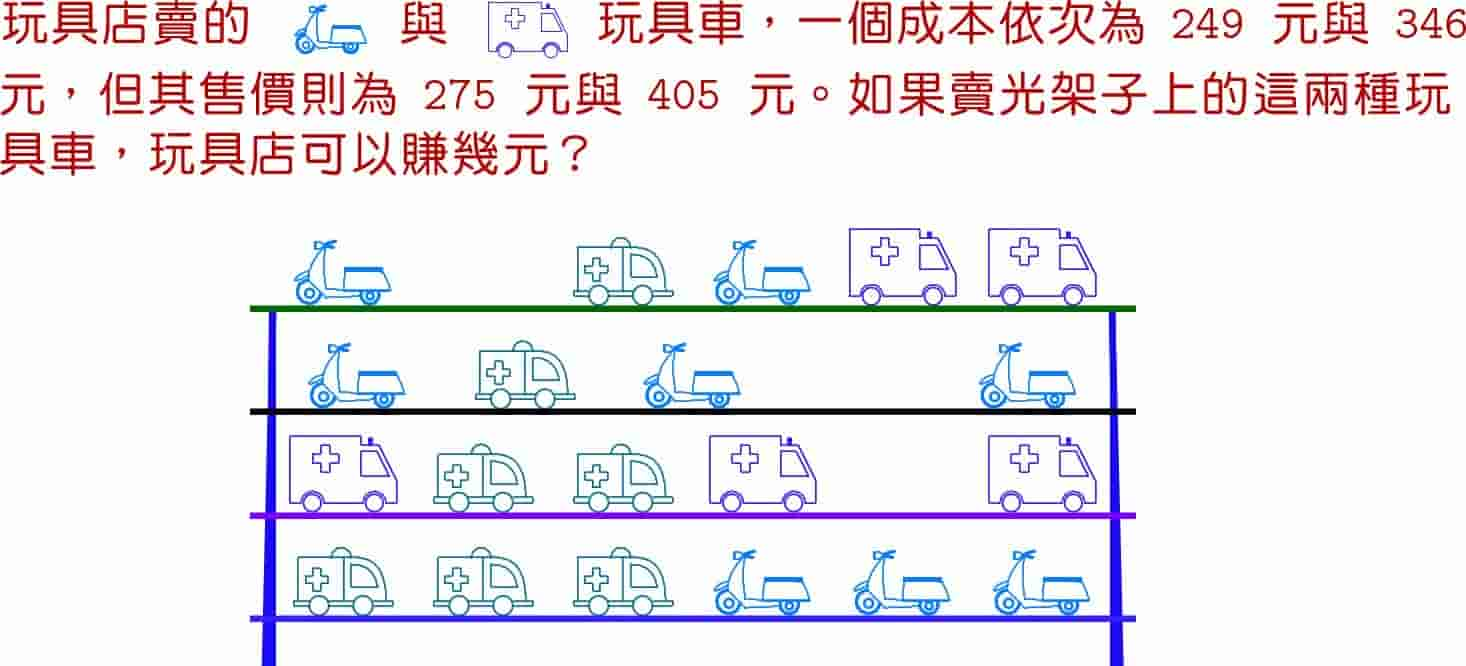 玩具店賣的 與 玩具車，一個成本依次為 249 元與 346
元，但其售價則為 275 元與 405 元。如果賣光架子上的這兩種玩
具車，玩具店可以賺幾元？